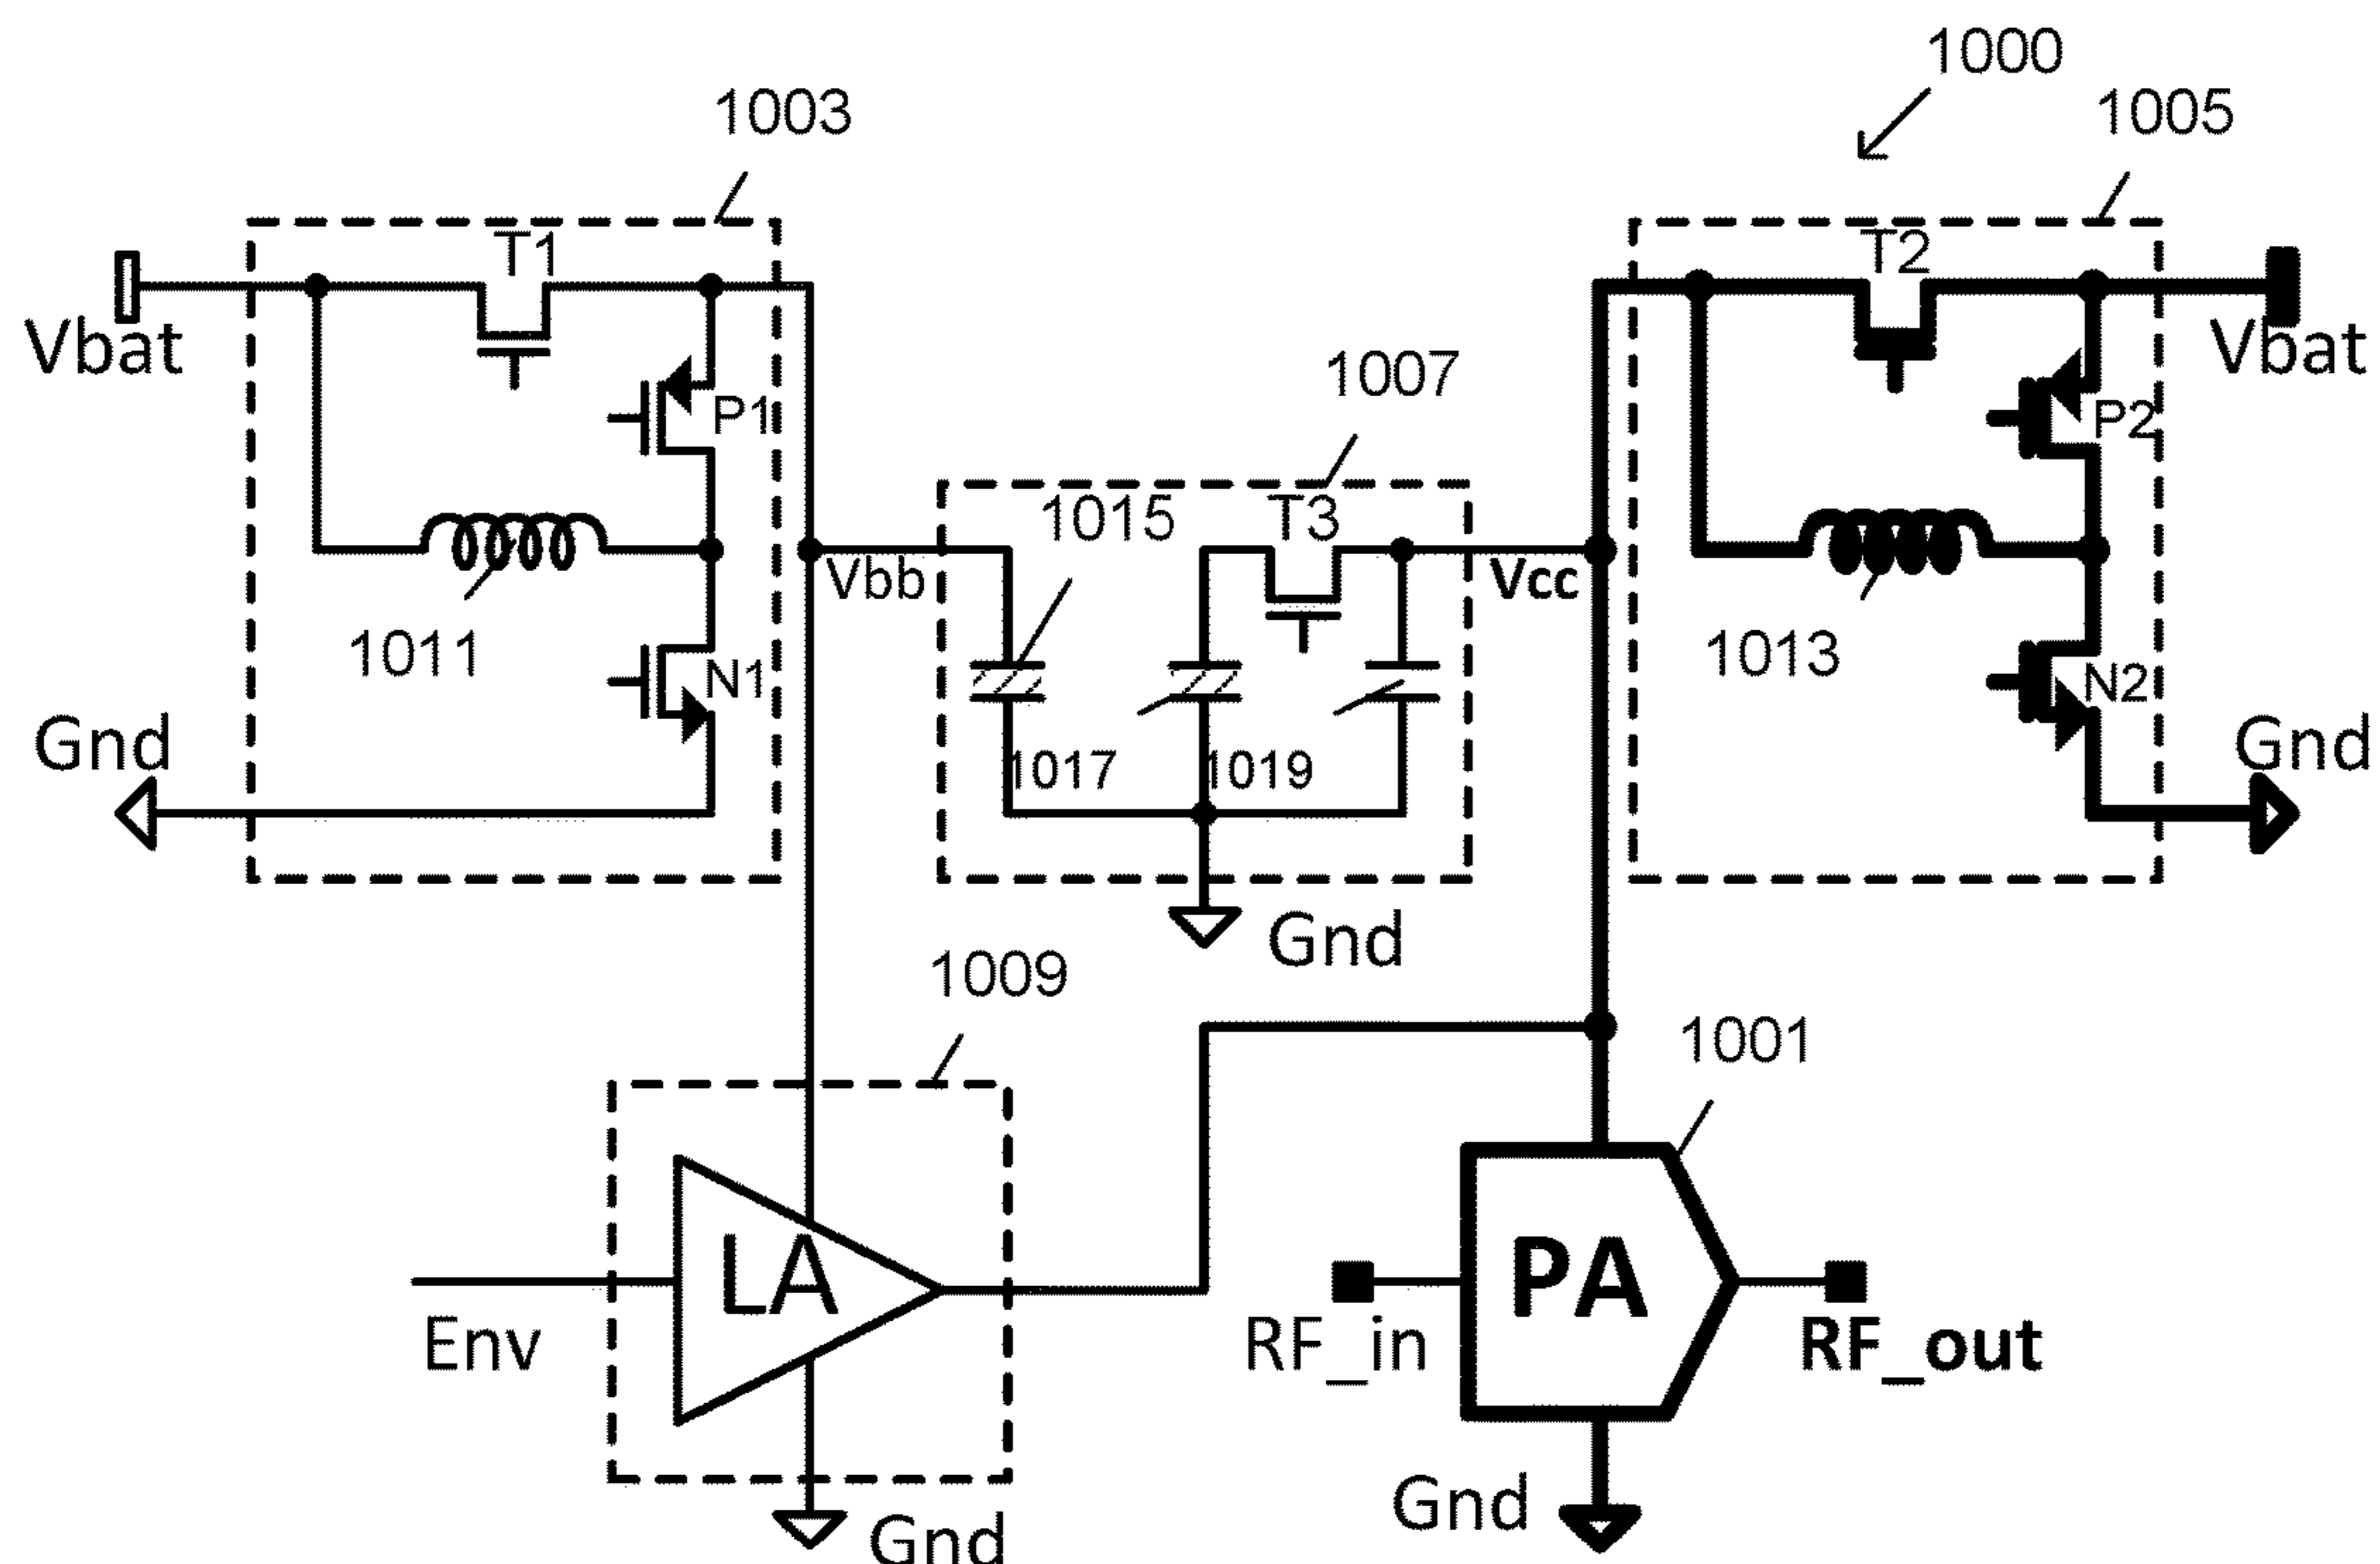 1000
1003
1005
T1
T2
Vbat
Vbat
1007
P1
P2
1015
T3
Vbb
Vcc
1011
1013
N1
N2
Gnd
Gnd
1017
1019
Gnd
1009
1001
LA
PA
Env
RF_in
RF_out
Gnd
Gnd